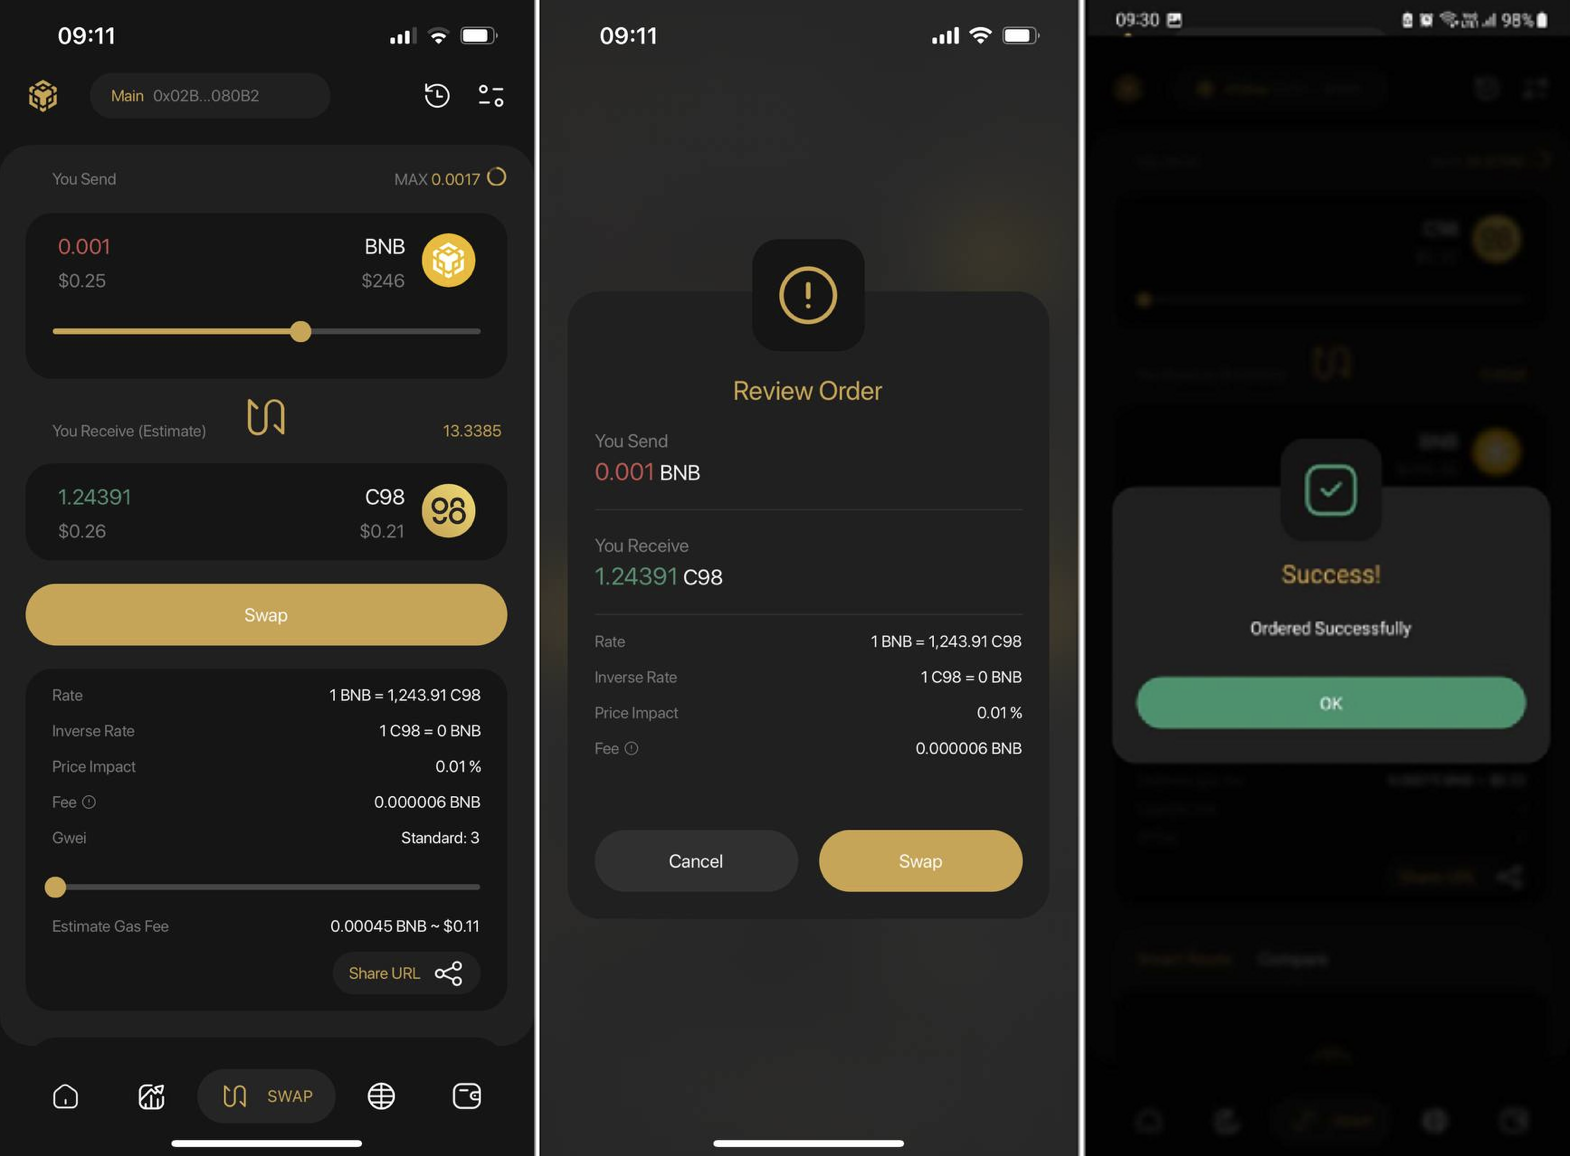 09:11
Main 0x02B...080B2
You Send MAX 0.0017
0.001 BNB
$0.25 $246
You Receive (Estimate) 13.3385
1.24391 C98
$0.26 $0.21
Swap
Rate 1 BNB = 1,243.91 C98
Inverse Rate 1 C98 = 0 BNB
Price Impact 0.01 %
Fee 0.000006 BNB
Gwei Standard: 3
Estimate Gas Fee 0.00045 BNB ~ $0.11
Share URL
SWAP
09:11
Review Order
You Send
0.001 BNB
You Receive
1.24391 C98
Rate 1 BNB = 1,243.91 C98
Inverse Rate 1 C98 = 0 BNB
Price Impact 0.01 %
Fee 0.000006 BNB
Cancel Swap
09:30 98%
C98
BNB
Success!
Ordered Successfully
OK
Share URL
Compare